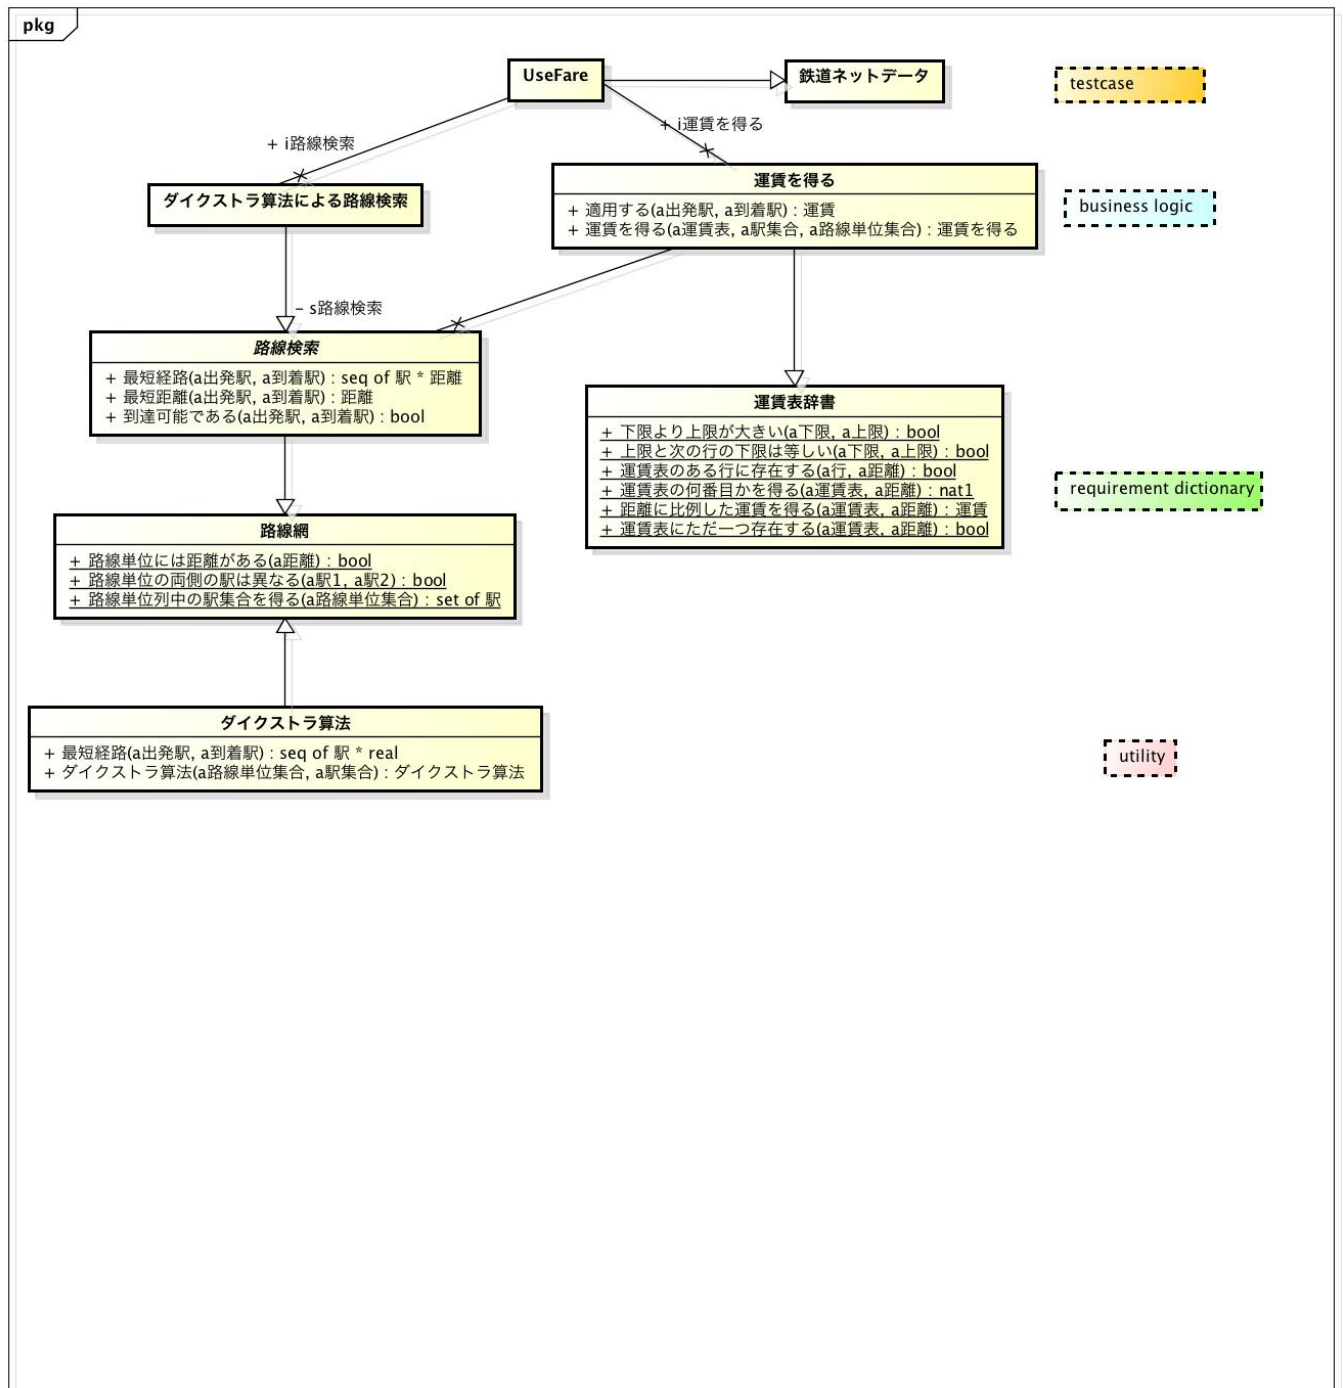 pkg
UseFare
鉄道ネットデータ
testcase
+ i路線検索
+ i運賃を得る
ダイクストラ算法による路線検索
運賃を得る
+ 適用する(a出発駅, a到着駅) : 運賃
+ 運賃を得る(a運賃表, a駅集合, a路線単位集合) : 運賃を得る
business logic
- s路線検索
路線検索
+ 最短経路(a出発駅, a到着駅) : seq of 駅 * 距離
+ 最短距離(a出発駅, a到着駅) : 距離
+ 到達可能である(a出発駅, a到着駅) : bool
運賃表辞書
+ 下限より上限が大きい(a下限, a上限) : bool
+ 上限と次の行の下限は等しい(a下限, a上限) : bool
+ 運賃表のある行に存在する(a行, a距離) : bool
+ 運賃表の何番目かを得る(a運賃表, a距離) : nat1
+ 距離に比例した運賃を得る(a運賃表, a距離) : 運賃
+ 運賃表にただ一つ存在する(a運賃表, a距離) : bool
requirement dictionary
路線網
+ 路線単位には距離がある(a距離) : bool
+ 路線単位の両側の駅は異なる(a駅1, a駅2) : bool
+ 路線単位列中の駅集合を得る(a路線単位集合) : set of 駅
ダイクストラ算法
+ 最短経路(a出発駅, a到着駅) : seq of 駅 * real
+ ダイクストラ算法(a路線単位集合, a駅集合) : ダイクストラ算法
utility